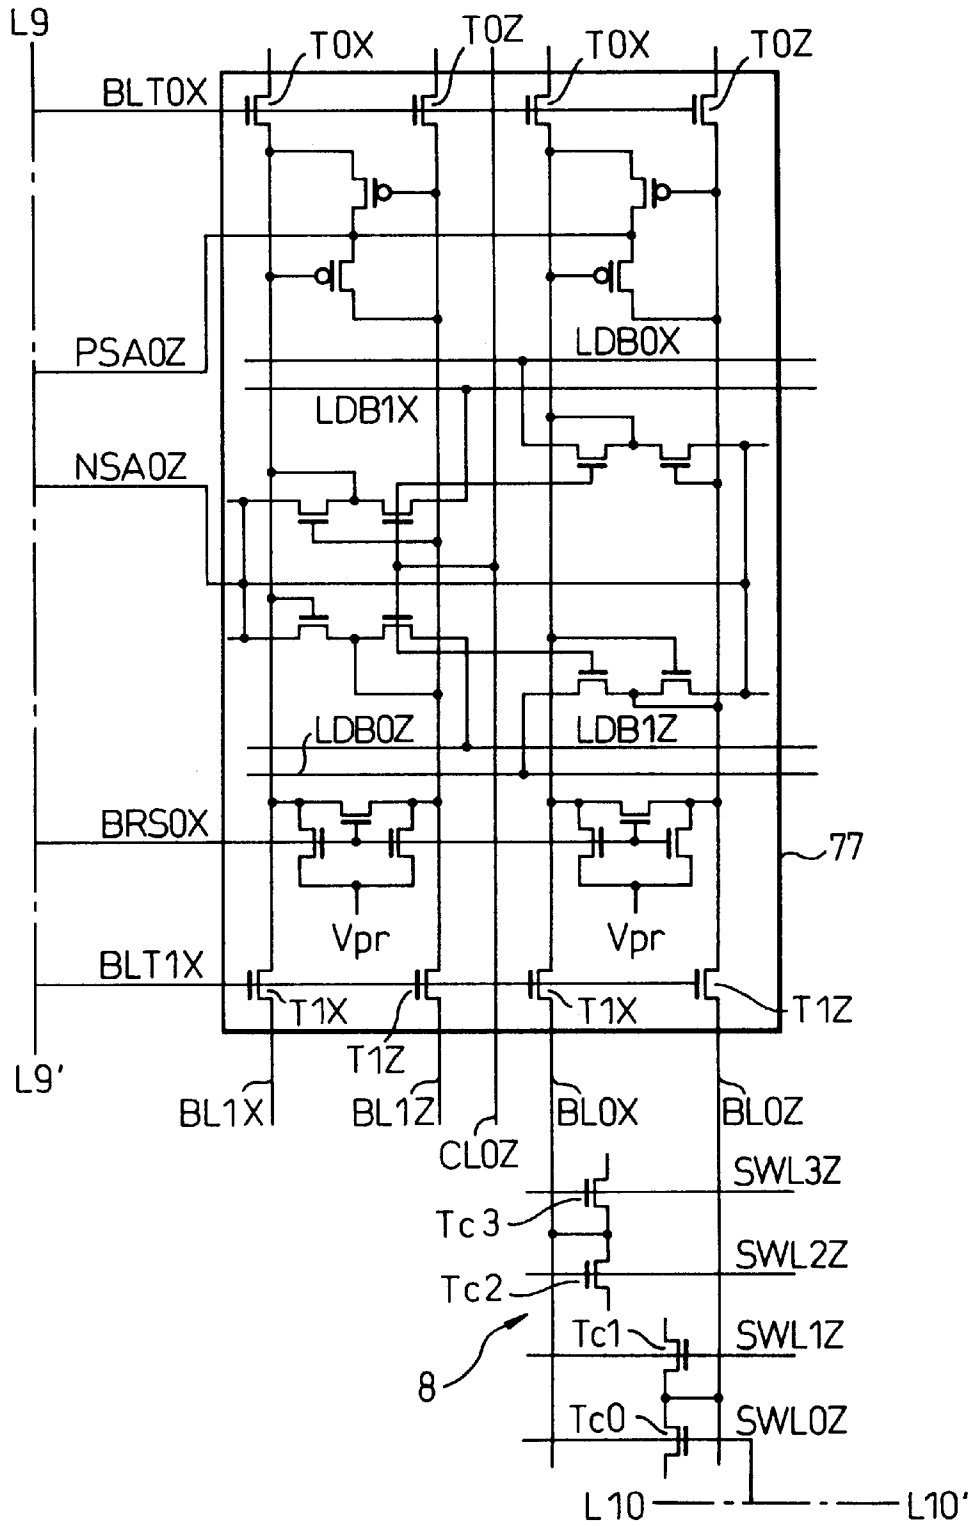 L9
T0X
T0Z
T0X
T0Z
BLT0X
PSA0Z
LDB0X
LDB1X
NSA0Z
LDB0Z
LDB1Z
BRS0X
77
Vpr
Vpr
BLT1X
T1X
T1Z
T1X
T1Z
L9'
BL1X
BL1Z
CL0Z
BL0X
BL0Z
SWL3Z
Tc3
SWL2Z
Tc2
SWL1Z
Tc1
8
SWL0Z
Tc0
L10
L10'